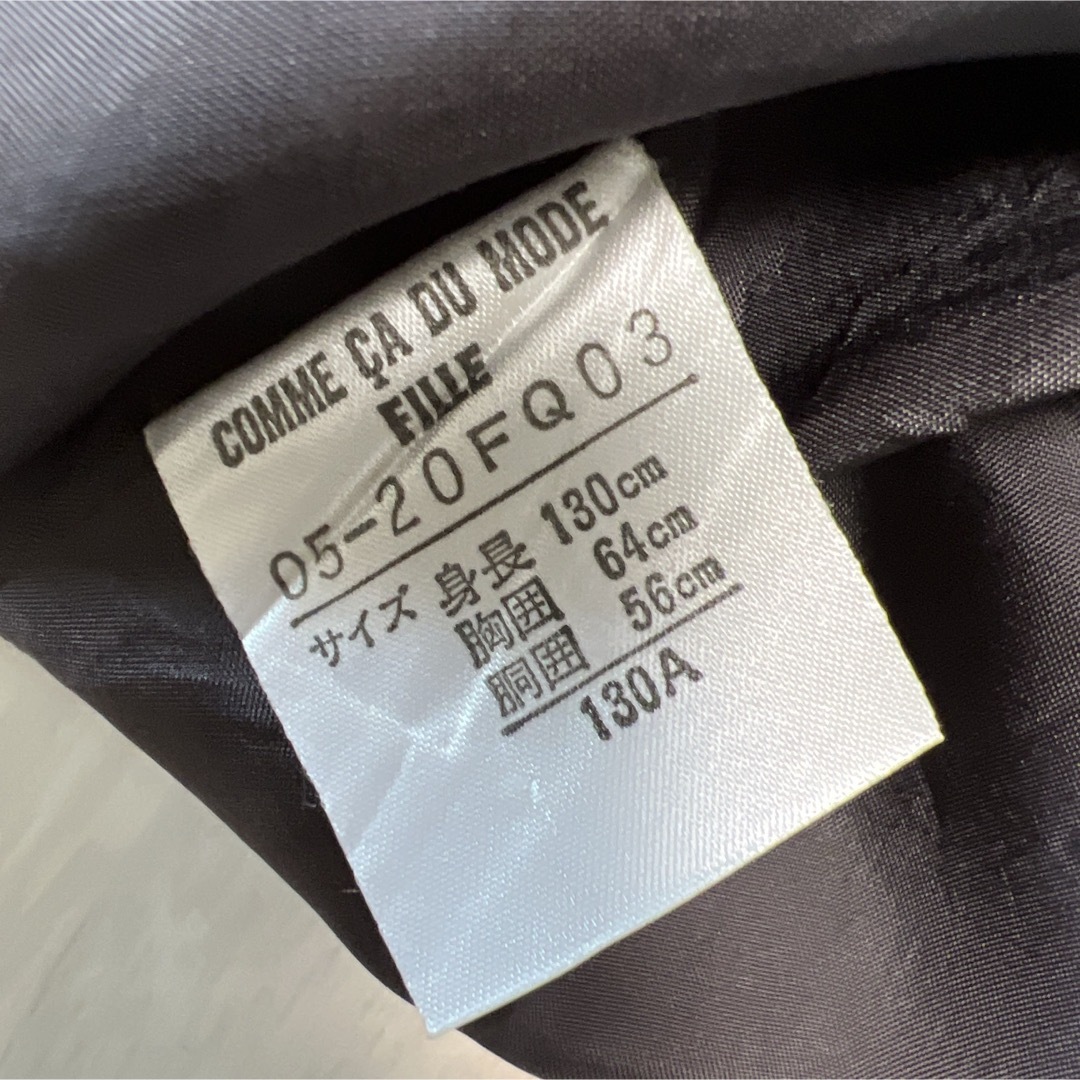 COMME ÇA DU MODE
FILLE
05-20FQ03
サイズ 身長 130cm
胸囲 64cm
胴囲 56cm
130A